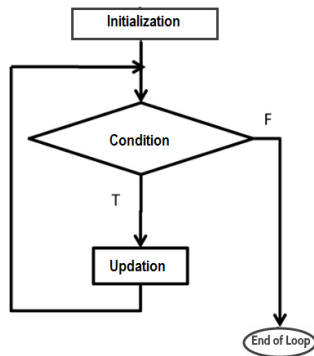 Initialization
Condition
F
T
Updation
End of Loop